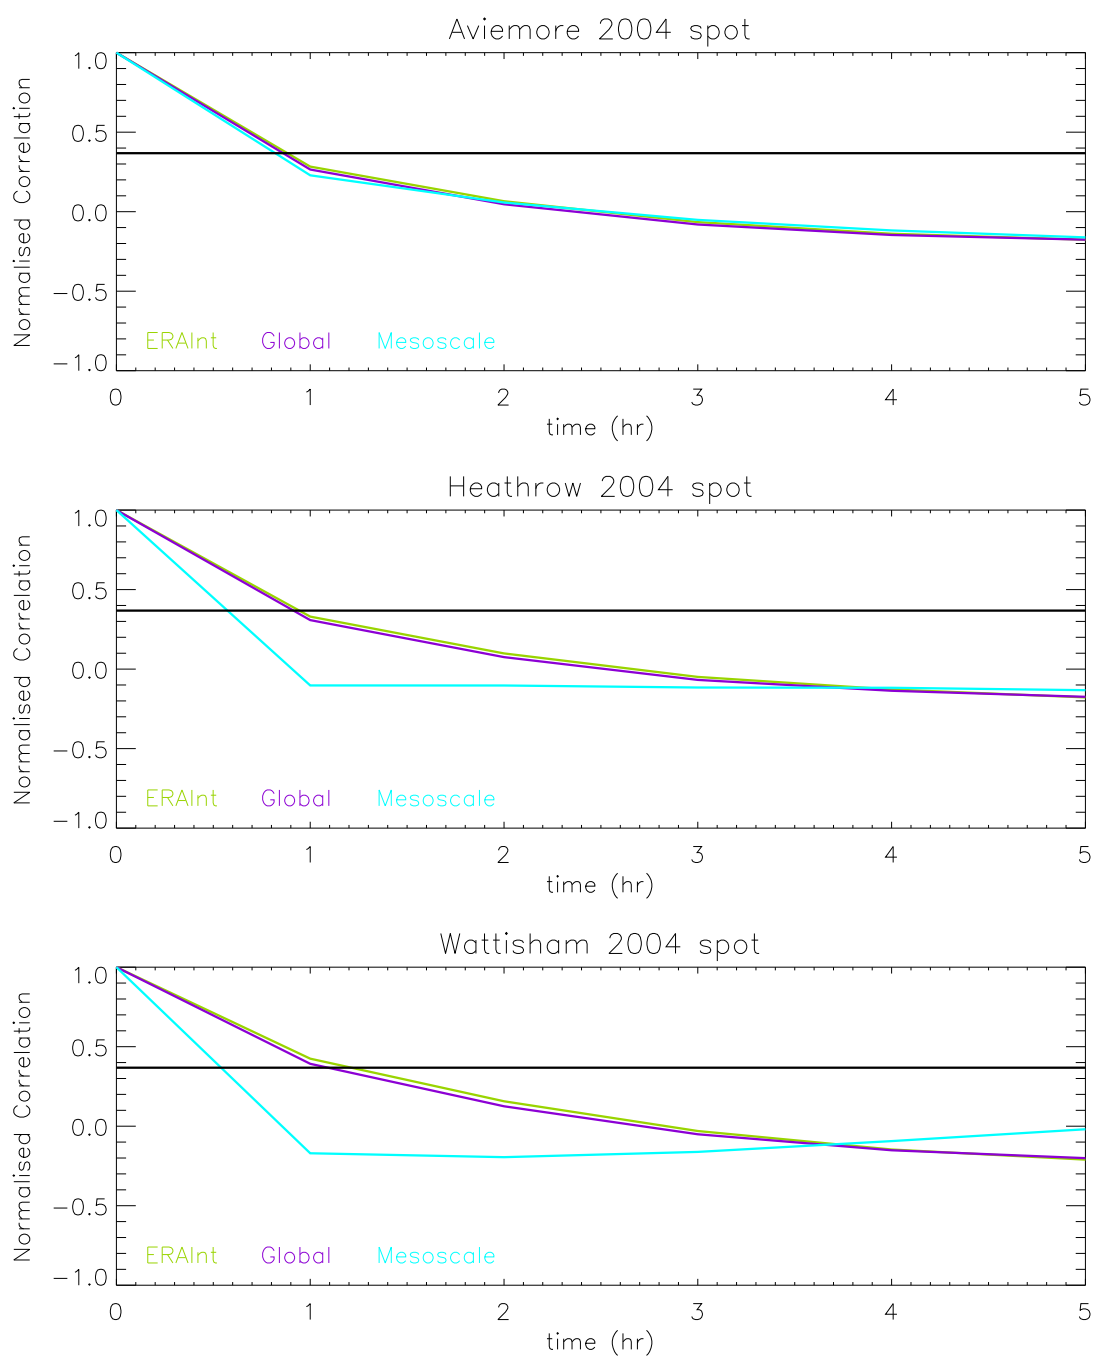 Aviemore 2004 spot
Normalised Correlation
1.0
0.5
0.0
−0.5
−1.0
ERAInt Global Mesoscale
0 1 2 3 4 5
time (hr)
Heathrow 2004 spot
Normalised Correlation
1.0
0.5
0.0
−0.5
−1.0
ERAInt Global Mesoscale
0 1 2 3 4 5
time (hr)
Wattisham 2004 spot
Normalised Correlation
1.0
0.5
0.0
−0.5
−1.0
ERAInt Global Mesoscale
0 1 2 3 4 5
time (hr)